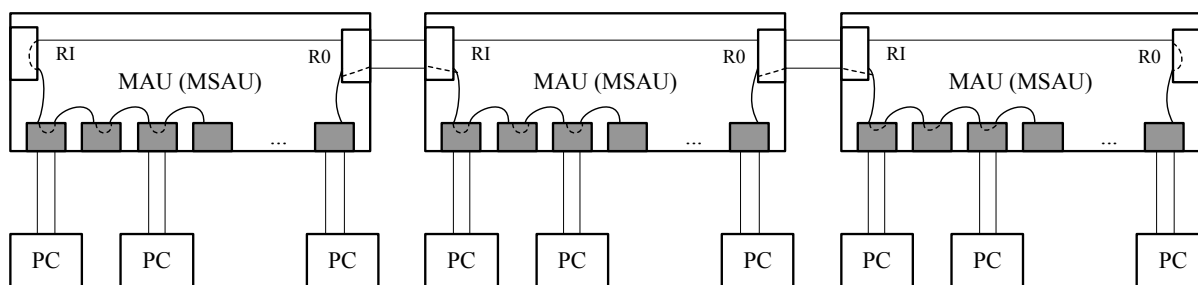 RI R0 RI R0 RI R0
MAU (MSAU) MAU (MSAU) MAU (MSAU)
... ... ...
PC PC PC PC PC PC PC PC PC